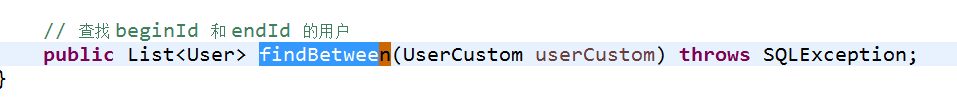 // 查找 beginId 和 endId 的用户
public List<User> findBetween(UserCustom userCustom) throws SQLException;
}